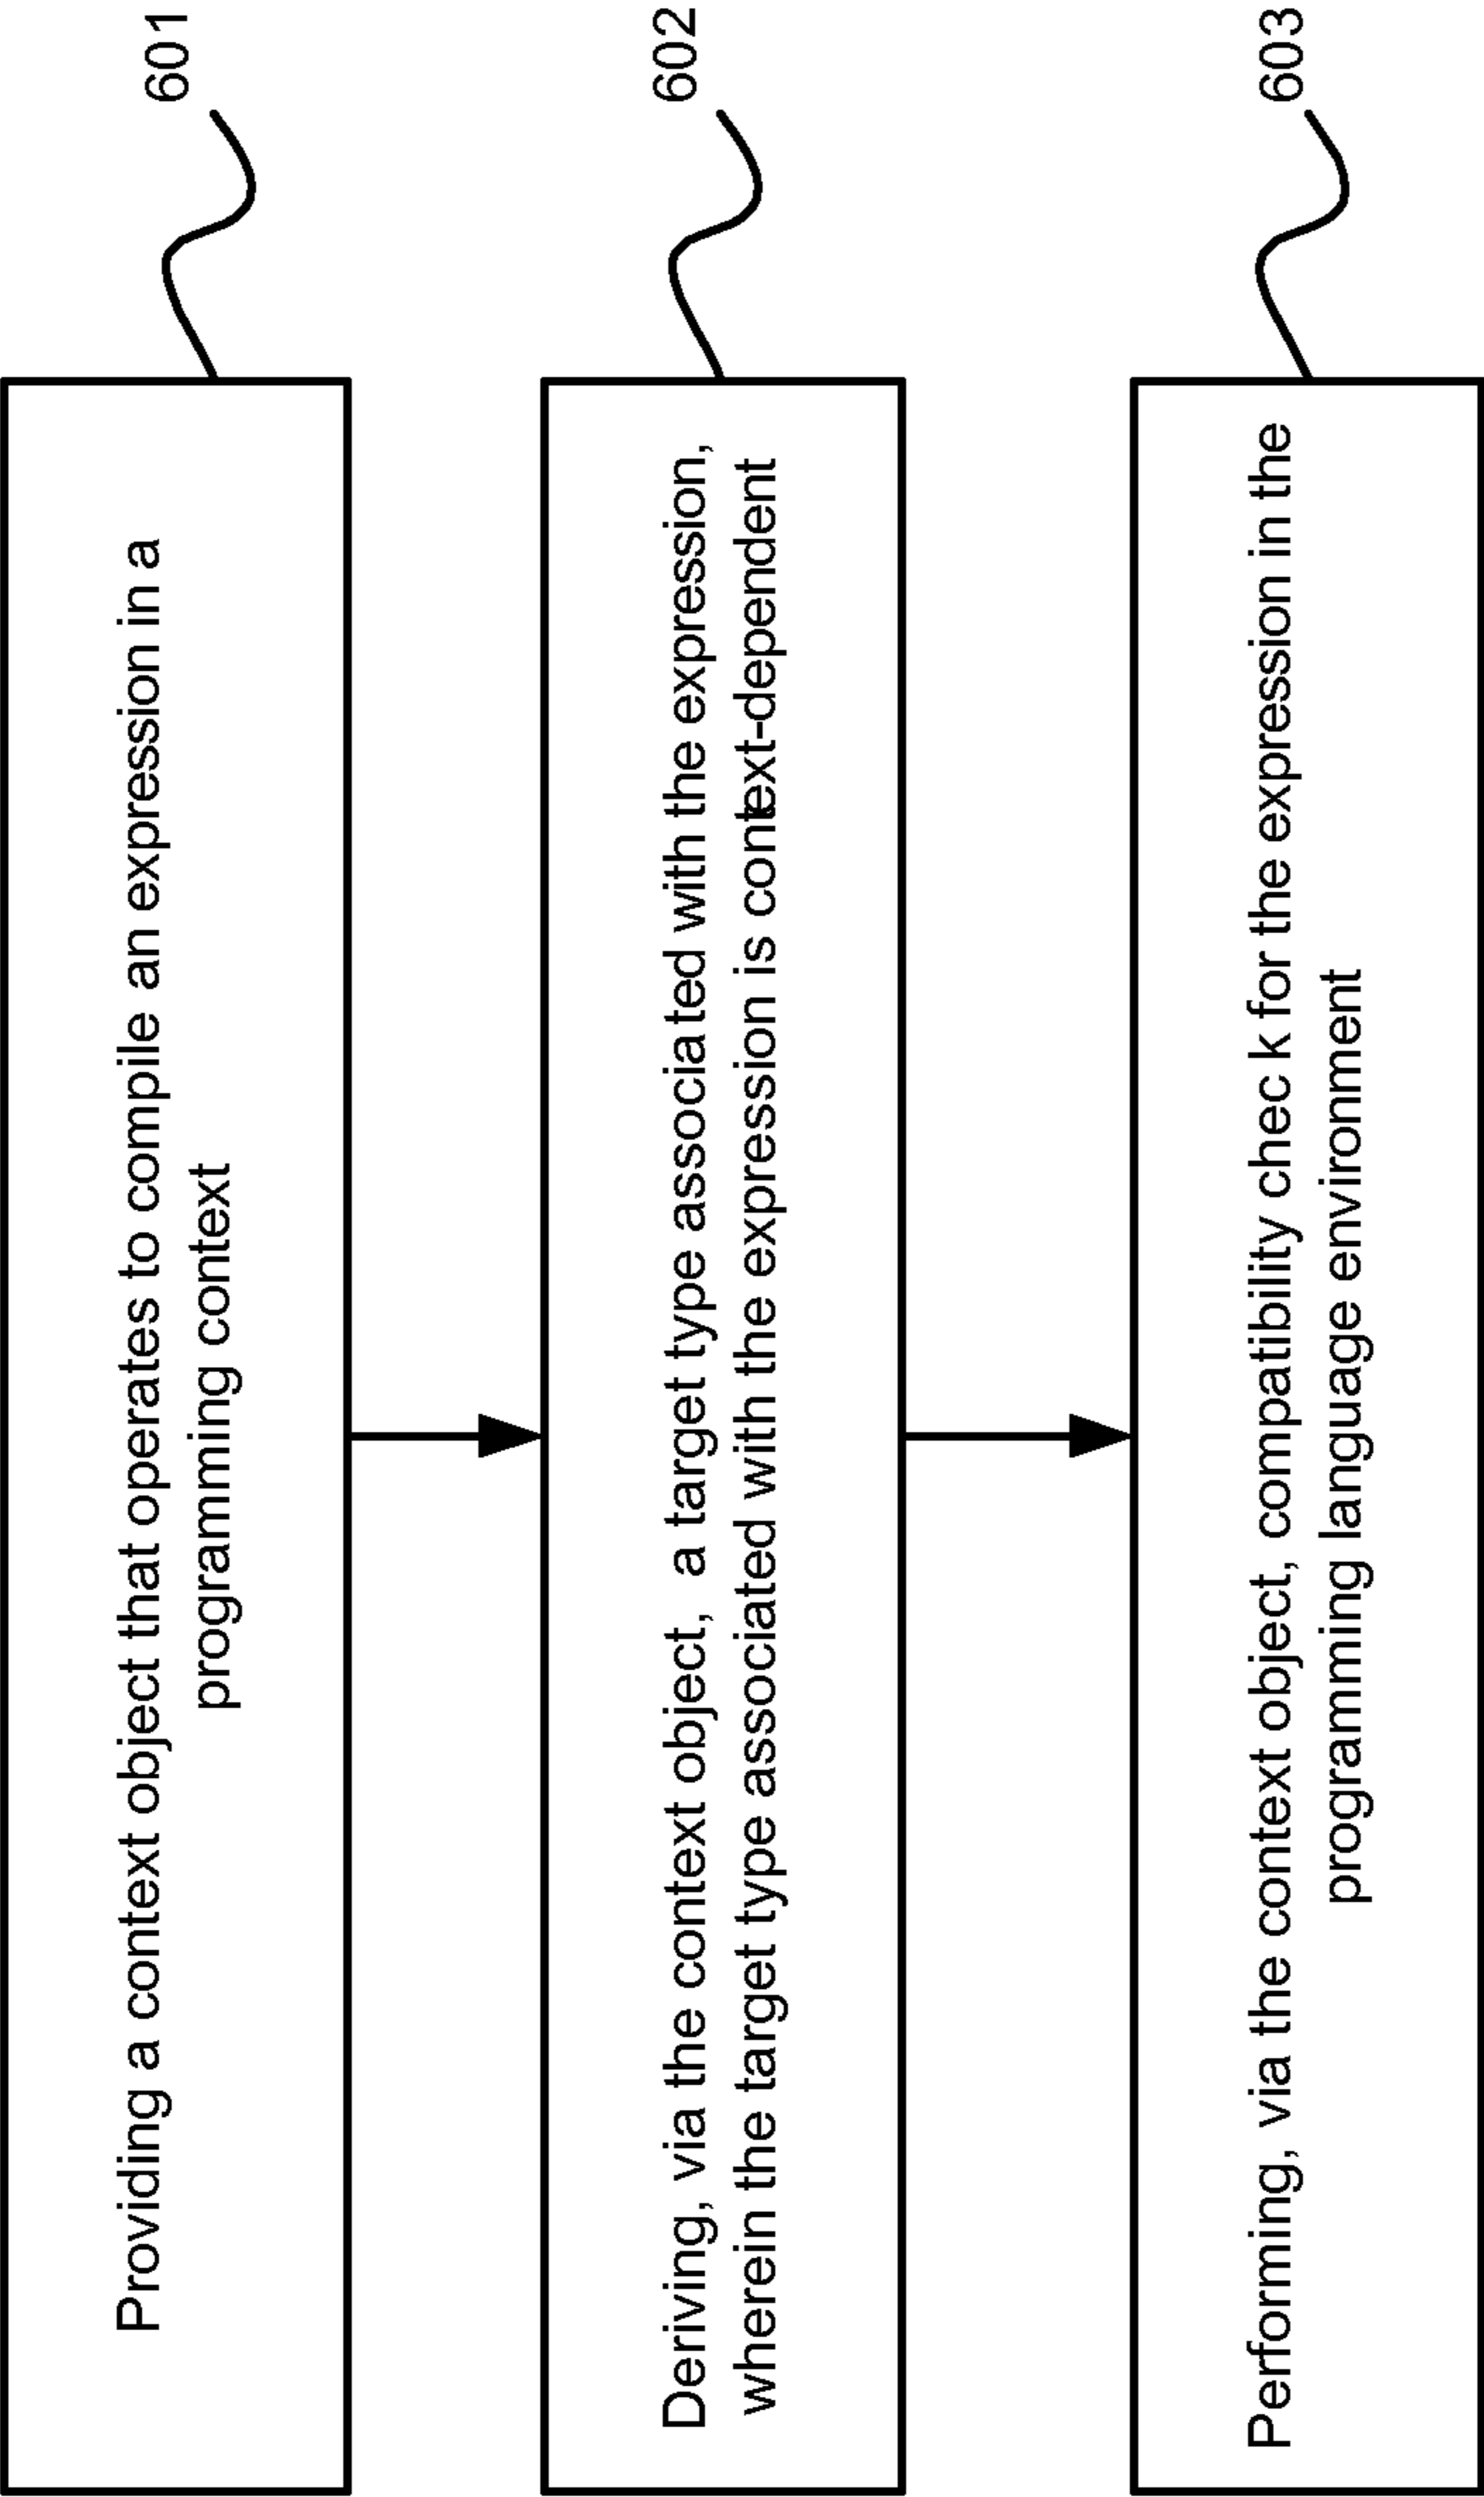 Providing a context object that operates to compile an expression in a
programming context
601
Deriving, via the context object, a target type associated with the expression,
wherein the target type associated with the expression is context-dependent
602
Performing, via the context object, compatibility chec k for the expression in the
programming language environment
603